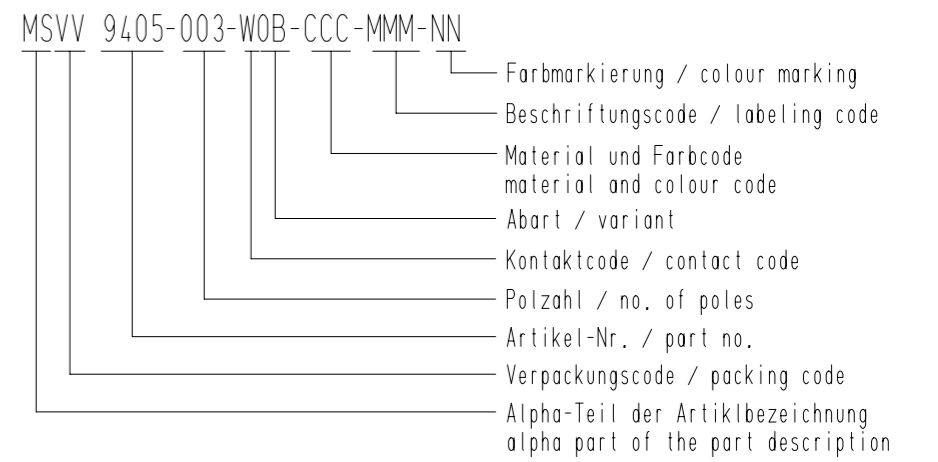 MSVV 9405-003-W0B-CCC-MMM-NN
Farbmarkierung / colour marking
Beschriftungscode / labeling code
Material und Farbcode
material and colour code
Abart / variant
Kontaktcode / contact code
Polzahl / no. of poles
Artikel-Nr. / part no.
Verpackungscode / packing code
Alpha-Teil der Artiklbezeichnung
alpha part of the part description